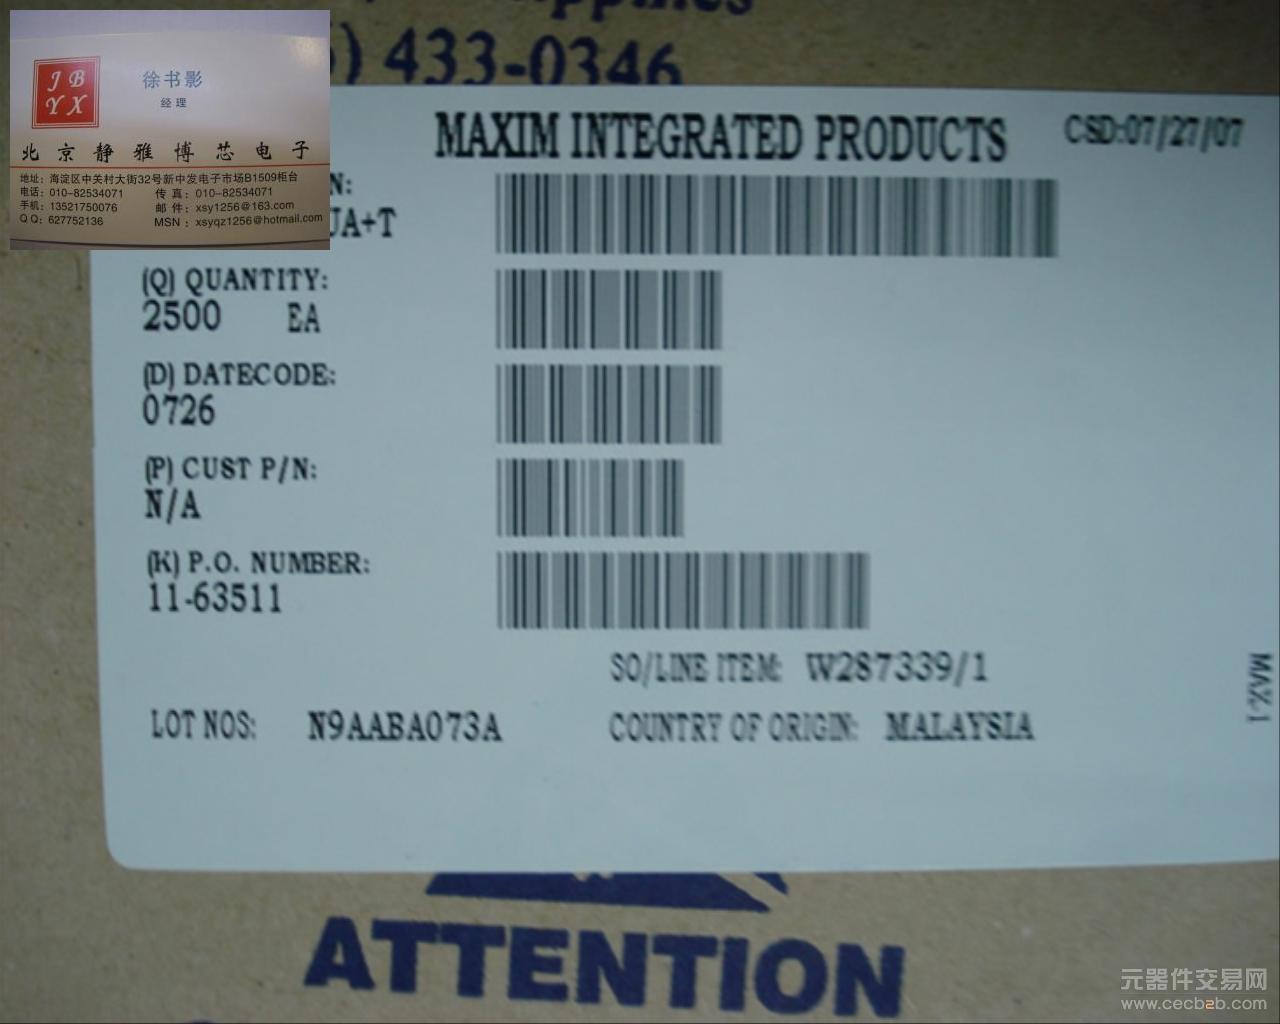 433-0346
JB
YX
徐书影
经理
北京静雅博芯电子
地址：海淀区中关村大街32号新中发电子市场B1509柜台
电话：010-82534071 传真：010-82534071
手机：13521750076 邮件：xsy1256@163.com
QQ：627752136 MSN：xsyqz1256@hotmail.com
MAXIM INTEGRATED PRODUCTS
CSD:07/27/07
N:
UA+T
(Q) QUANTITY:
2500 EA
(D) DATECODE:
0726
(P) CUST P/N:
N/A
(K) P.O. NUMBER:
11-63511
SO/LINE ITEM: W287339/1
LOT NOS: N9AABA073A COUNTRY OF ORIGIN: MALAYSIA
MAX-1
ATTENTION
元器件交易网
www.cecb2b.com